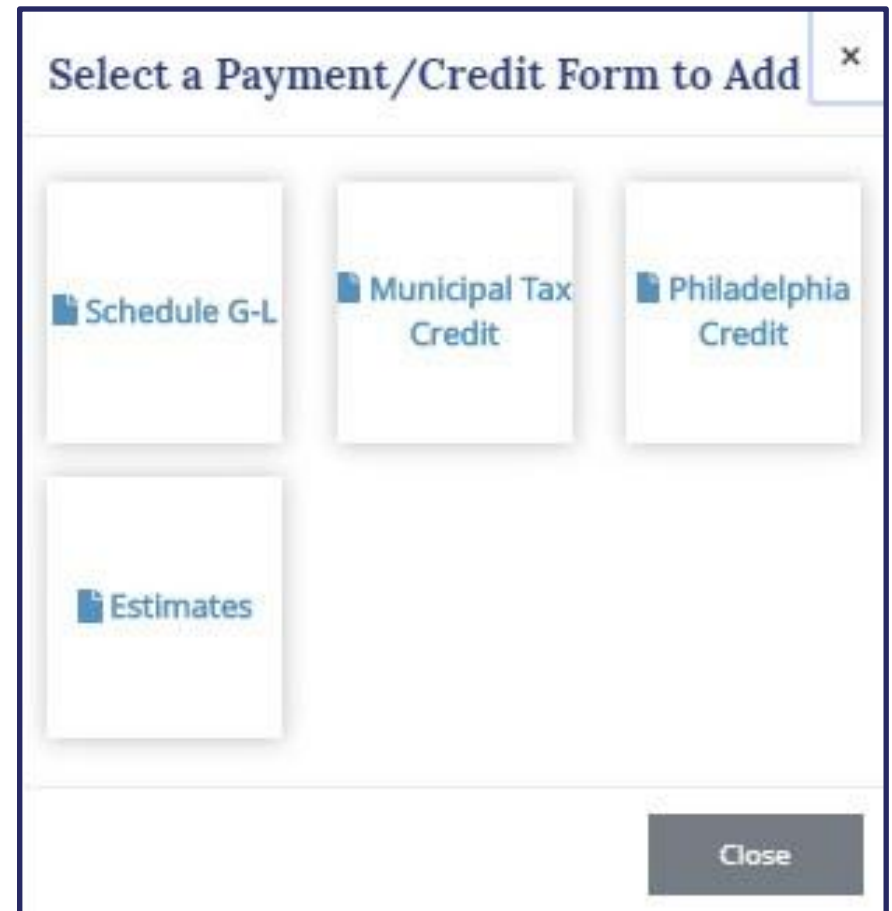 Select a Payment/Credit Form to Add ×
Schedule G-L
Municipal Tax
Credit
Philadelphia
Credit
Estimates
Close